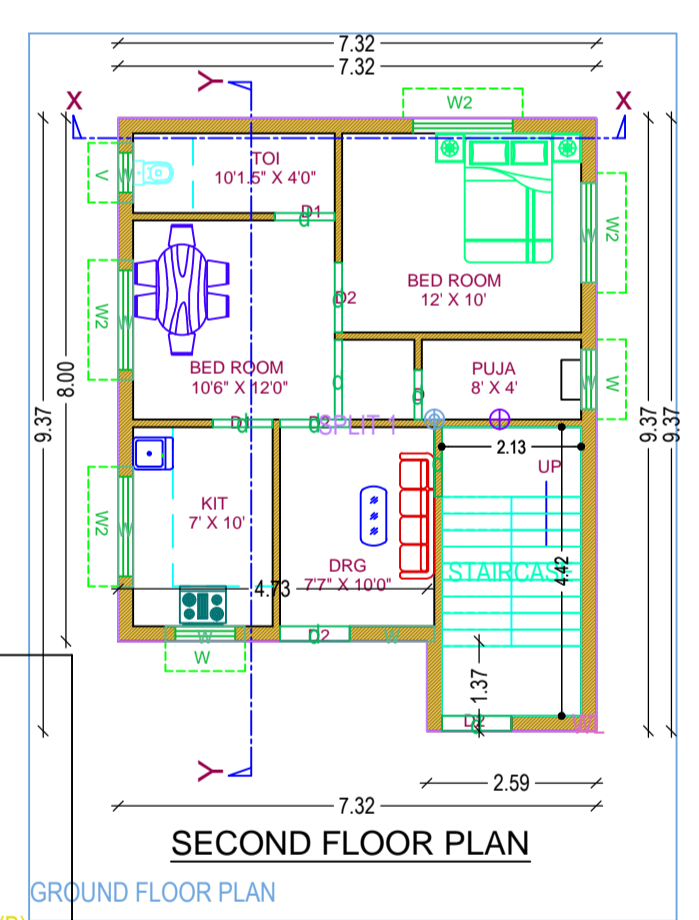 7.32
7.32
X
Y
W2
X
V
TOI
10'1.5" X 4'0"
D1
W2
BED ROOM
12' X 10'
D2
W2
BED ROOM
10'6" X 12'0"
PUJA
8' X 4'
W
D
8.00
9.37
9.37
9.37
SPLIT 1
2.13
UP
W2
KIT
7' X 10'
DRG
7'7" X 10'0"
STAIRCASE
4.42
4.73
W
D2
W
W
1.37
Y
2.59
7.32
SECOND FLOOR PLAN
GROUND FLOOR PLAN